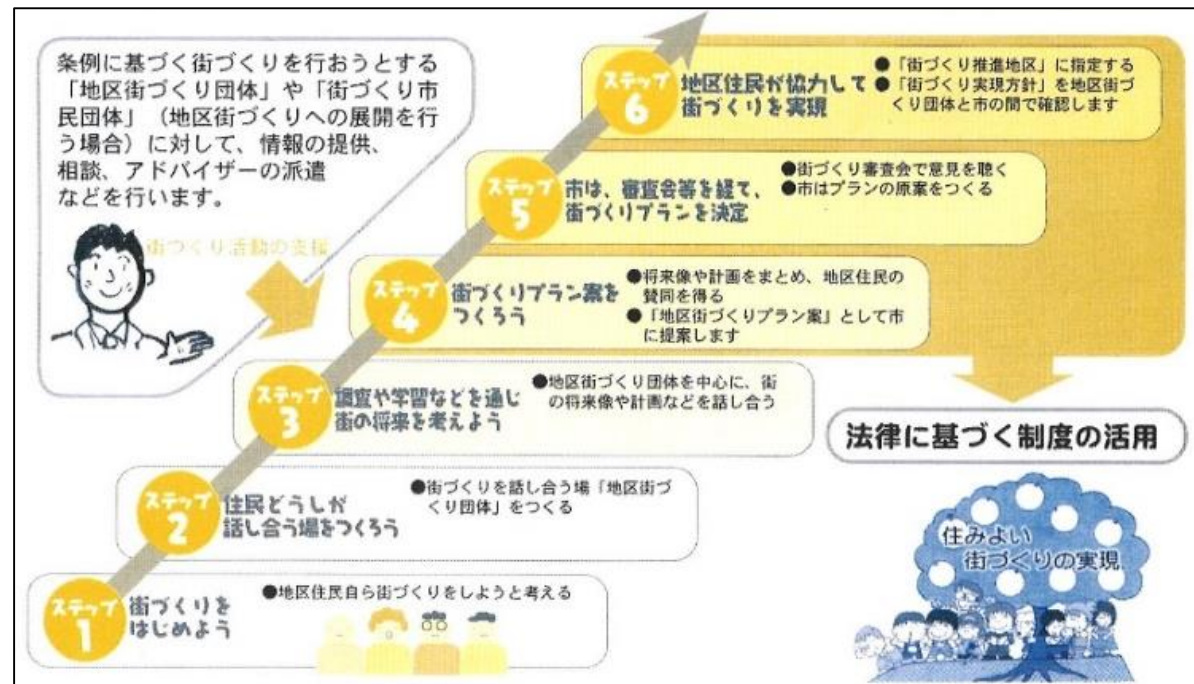 条例に基づく街づくりを行おうとする
「地区街づくり団体」や「街づくり市
民団体」（地区街づくりへの展開を行
う場合）に対して、情報の提供、
相談、アドバイザーの派遣
などを行います。
街づくり活動の支援
ステップ
6
地区住民が協力して
街づくりを実現
●「街づくり推進地区」に指定する
●「街づくり実現方針」を地区街づ
くり団体と市の間で確認します
ステップ
5
市は、審査会等を経て、
街づくりプランを決定
●街づくり審査会で意見を聴く
●市はプランの原案をつくる
ステップ
4
街づくりプラン案を
つくろう
●将来像や計画をまとめ、地区住民の
賛同を得る
●「地区街づくりプラン案」として市
に提案します
ステップ
3
調査や学習などを通じ
街の将来を考えよう
●地区街づくり団体を中心に、街
の将来像や計画などを話し合う
ステップ
2
住民どうしが
話し合う場をつくろう
●街づくりを話し合う場「地区街づ
くり団体」をつくる
ステップ
1
街づくりを
はじめよう
●地区住民自ら街づくりをしようと考える
法律に基づく制度の活用
住みよい
街づくりの実現